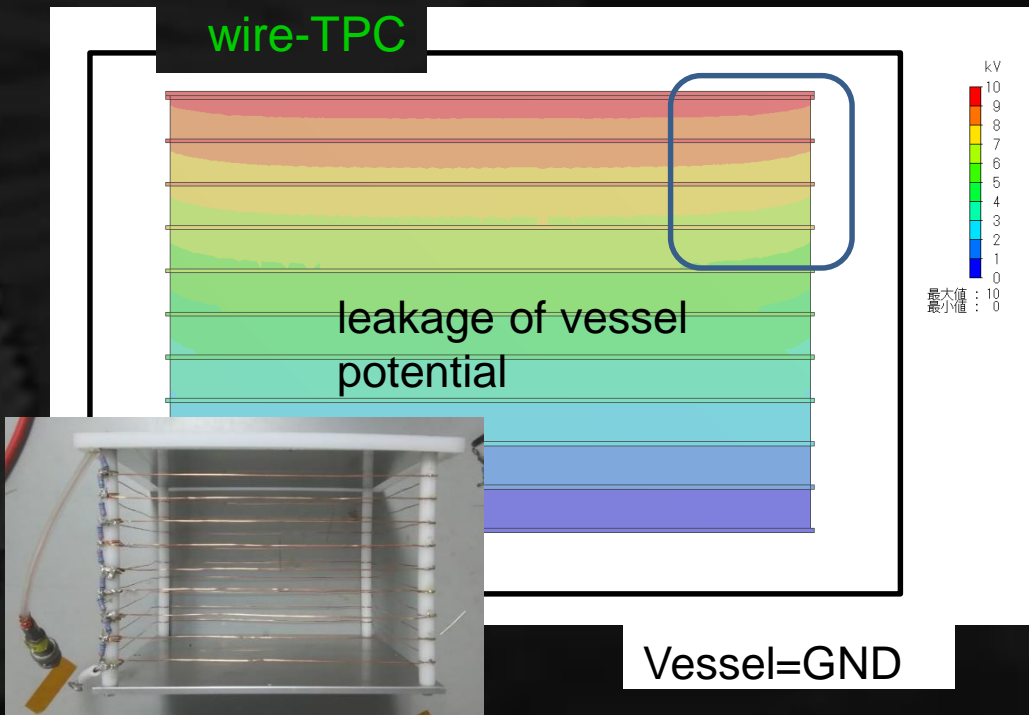 wire-TPC
kV
10
9
8
7
6
5
4
3
2
1
0
最大値 : 10
最小値 : 0
leakage of vessel
potential
Vessel=GND